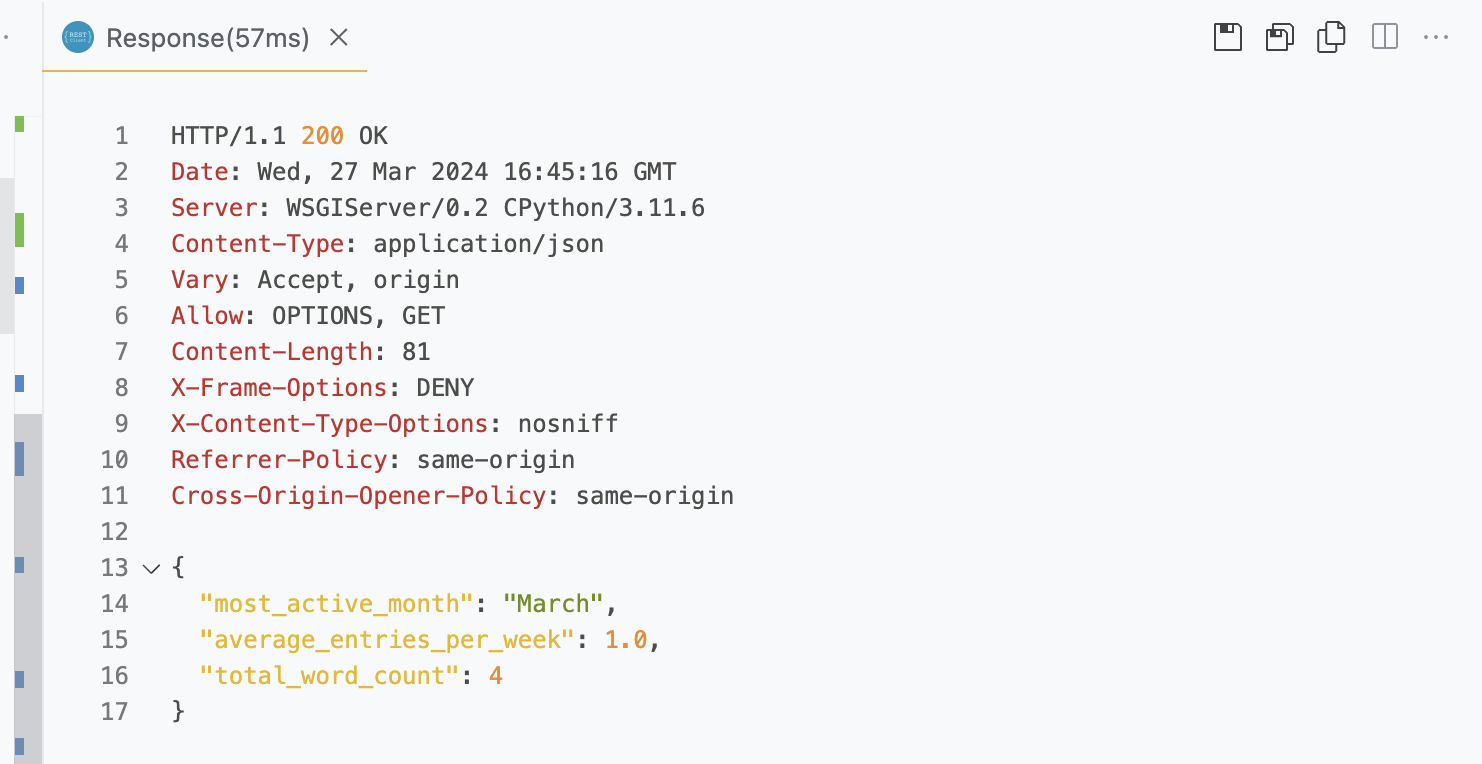 {REST}
Client
Response(57ms)
1 HTTP/1.1 200 OK
2 Date: Wed, 27 Mar 2024 16:45:16 GMT
3 Server: WSGIServer/0.2 CPython/3.11.6
4 Content-Type: application/json
5 Vary: Accept, origin
6 Allow: OPTIONS, GET
7 Content-Length: 81
8 X-Frame-Options: DENY
9 X-Content-Type-Options: nosniff
10 Referrer-Policy: same-origin
11 Cross-Origin-Opener-Policy: same-origin
12
13 {
14 "most_active_month": "March",
15 "average_entries_per_week": 1.0,
16 "total_word_count": 4
17 }